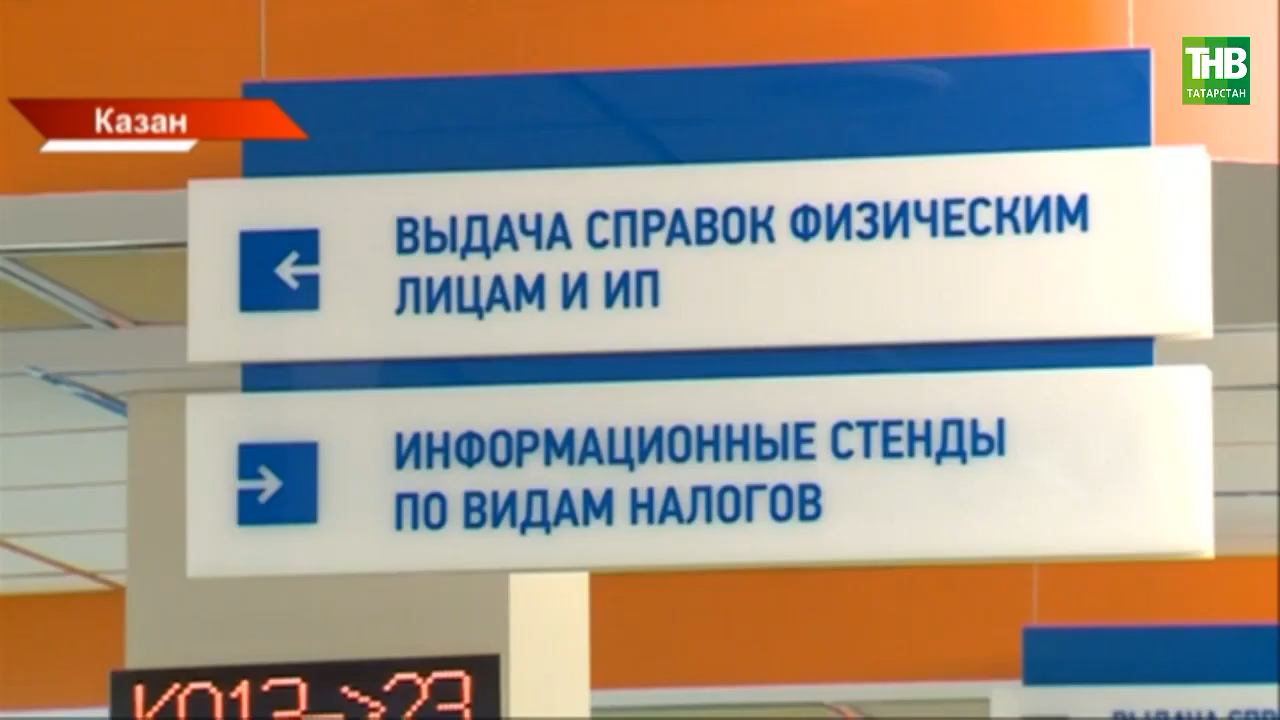 Казан
ТНВ
ТАТАРСТАН
ВЫДАЧА СПРАВОК ФИЗИЧЕСКИМ
ЛИЦАМ И ИП
ИНФОРМАЦИОННЫЕ СТЕНДЫ
ПО ВИДАМ НАЛОГОВ